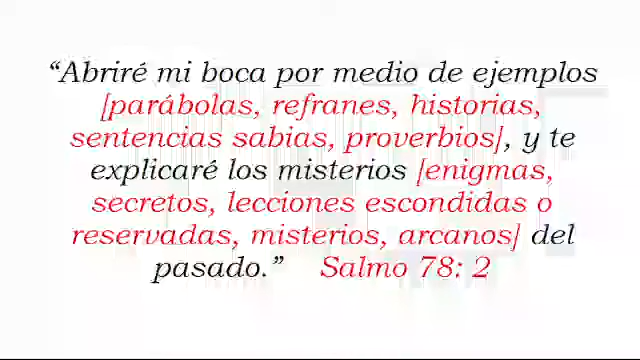 “Abriré mi boca por medio de ejemplos
[parábolas, refranes, historias,
sentencias sabias, proverbios], y te
explicaré los misterios [enigmas,
secretos, lecciones escondidas o
reservadas, misterios, arcanos] del
pasado.” Salmo 78: 2